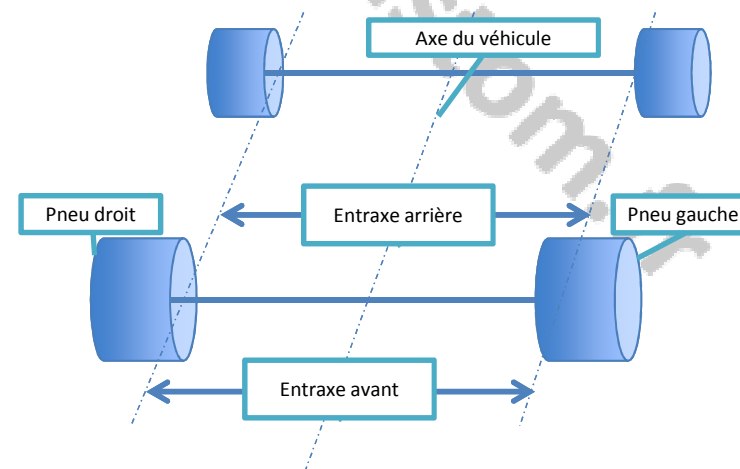 Axe du véhicule
Pneu droit
Entraxe arrière
Pneu gauche
Entraxe avant